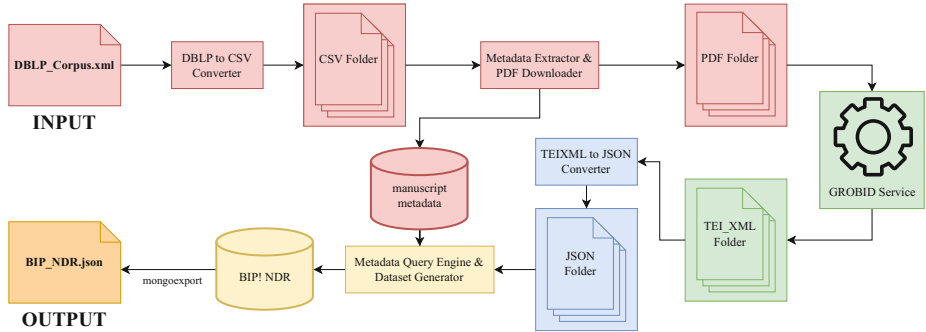 DBLP_Corpus.xml
INPUT
DBLP to CSV
Converter
CSV Folder
Metadata Extractor &
PDF Downloader
PDF Folder
GROBID Service
manuscript
metadata
TEIXML to JSON
Converter
TEI_XML
Folder
JSON
Folder
Metadata Query Engine &
Dataset Generator
BIP! NDR
mongoexport
BIP_NDR.json
OUTPUT